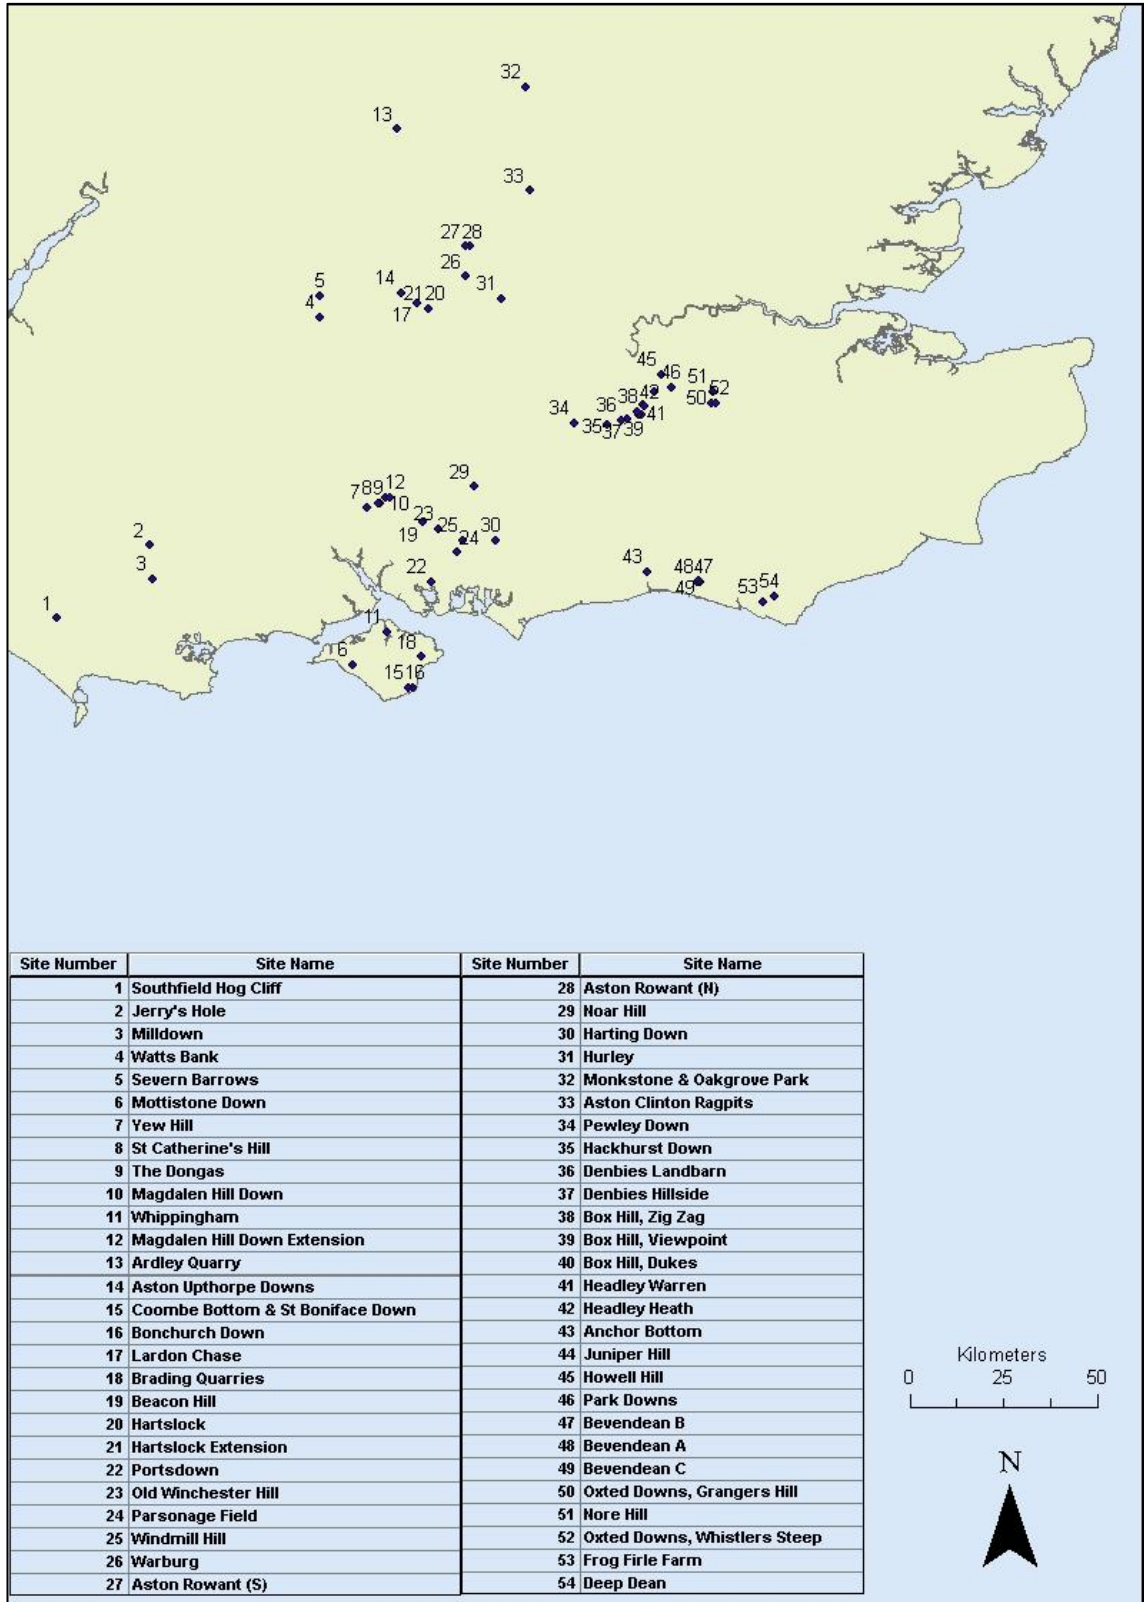 32
13
33
27 28
26
5
14
31
21 20
4
17
45
46
51
38 42
52
36
50
34
41
35
37 39
29
7 8 9 12
10
23
2
19
25
30
24
3
43
48 47
22
54
49
53
1
11
18
6
15 16
Site Number Site Name Site Number Site Name
1 Southfield Hog Cliff 28 Aston Rowant (N)
2 Jerry's Hole 29 Noar Hill
3 Milldown 30 Harting Down
4 Watts Bank 31 Hurley
5 Severn Barrows 32 Monkstone & Oakgrove Park
6 Mottistone Down 33 Aston Clinton Ragpits
7 Yew Hill 34 Pewley Down
8 St Catherine's Hill 35 Hackhurst Down
9 The Dongas 36 Denbies Landbarn
10 Magdalen Hill Down 37 Denbies Hillside
11 Whippingham 38 Box Hill, Zig Zag
12 Magdalen Hill Down Extension 39 Box Hill, Viewpoint
13 Ardley Quarry 40 Box Hill, Dukes
14 Aston Upthorpe Downs 41 Headley Warren
15 Coombe Bottom & St Boniface Down 42 Headley Heath
16 Bonchurch Down 43 Anchor Bottom
17 Lardon Chase 44 Juniper Hill
18 Brading Quarries 45 Howell Hill
19 Beacon Hill 46 Park Downs
20 Hartslock 47 Bevendean B
21 Hartslock Extension 48 Bevendean A
22 Portsdown 49 Bevendean C
23 Old Winchester Hill 50 Oxted Downs, Grangers Hill
24 Parsonage Field 51 Nore Hill
25 Windmill Hill 52 Oxted Downs, Whistlers Steep
26 Warburg 53 Frog Firle Farm
27 Aston Rowant (S) 54 Deep Dean
Kilometers
0 25 50
N